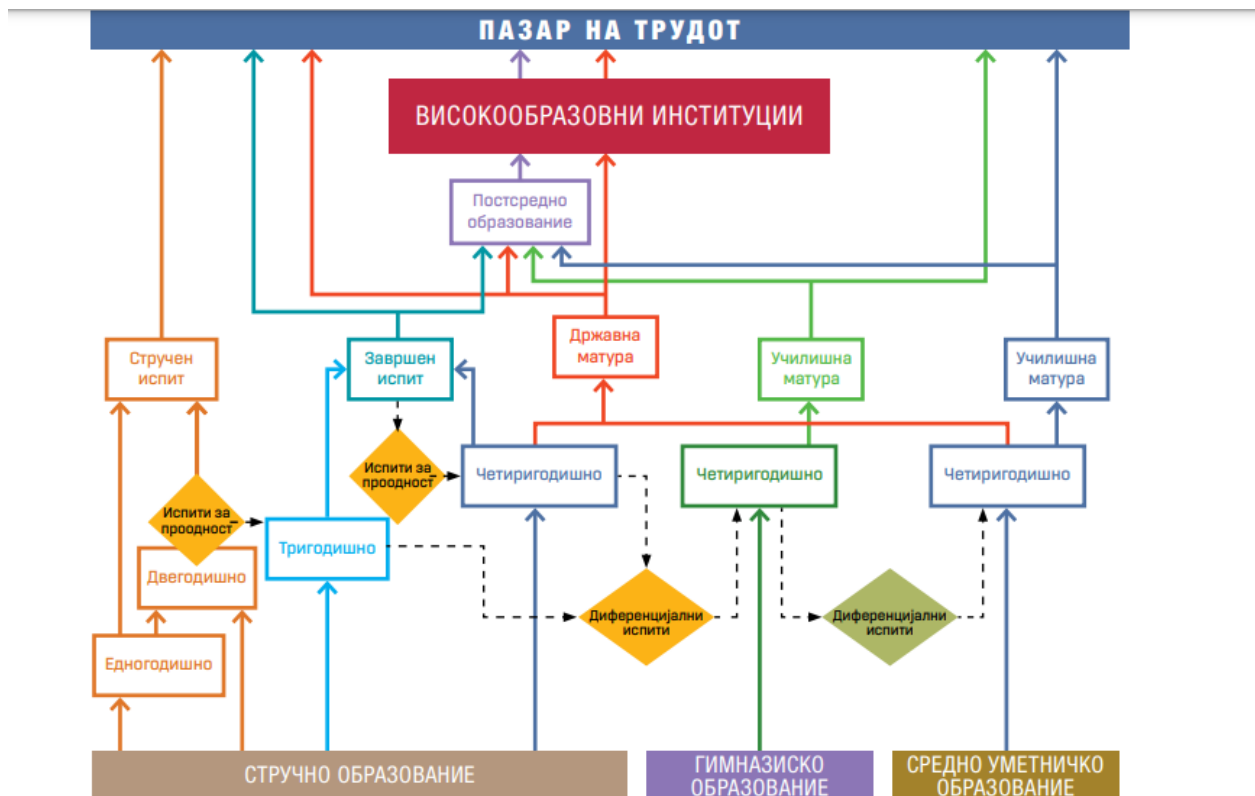 ПАЗАР НА ТРУДОТ
ВИСОКООБРАЗОВНИ ИНСТИТУЦИИ
Постсредно
образование
Стручен
испит
Завршен
испит
Државна
матура
Училишна
матура
Училишна
матура
Испити за
проодност
Четиригодишно
Четиригодишно
Четиригодишно
Испити за
проодност
Тригодишно
Двегодишно
Диференцијални
испити
Диференцијални
испити
Едногодишно
СТРУЧНО ОБРАЗОВАНИЕ
ГИМНАЗИСКО
ОБРАЗОВАНИЕ
СРЕДНО УМЕТНИЧКО
ОБРАЗОВАНИЕ